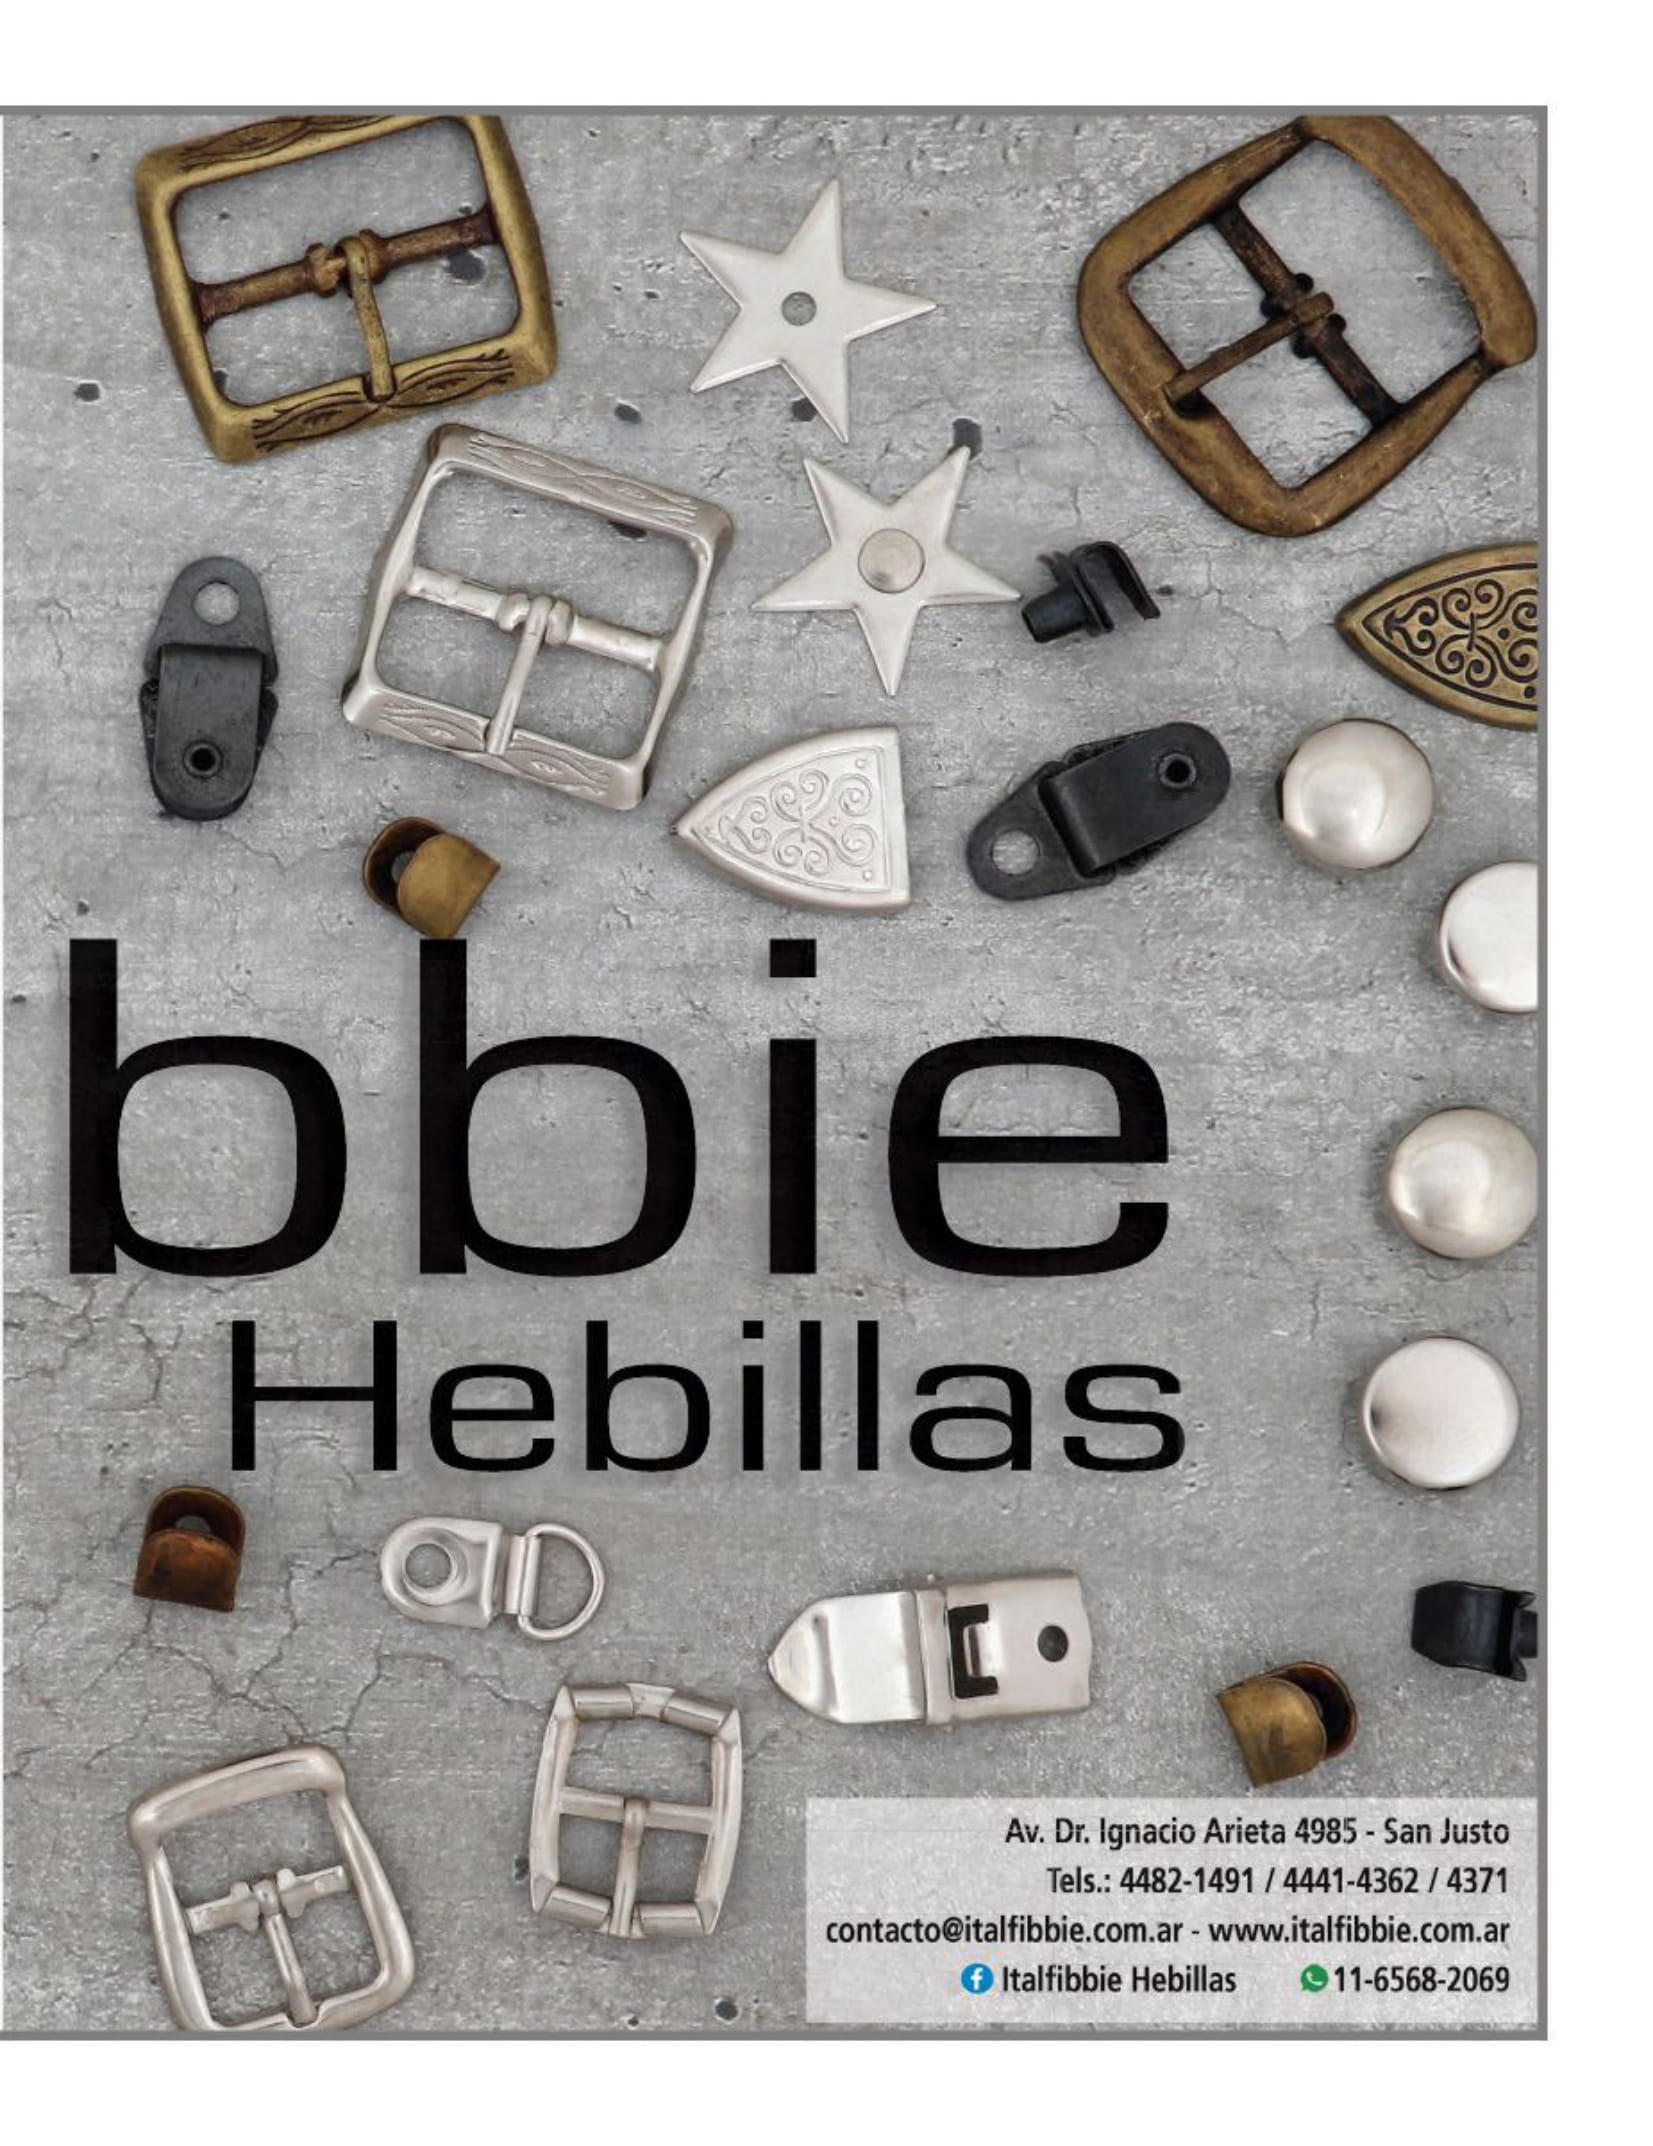 bbie
Hebillas
Av. Dr. Ignacio Arieta 4985 - San Justo
Tels.: 4482-1491 / 4441-4362 / 4371
contacto@italfibbie.com.ar - www.italfibbie.com.ar
Italfibbie Hebillas 11-6568-2069